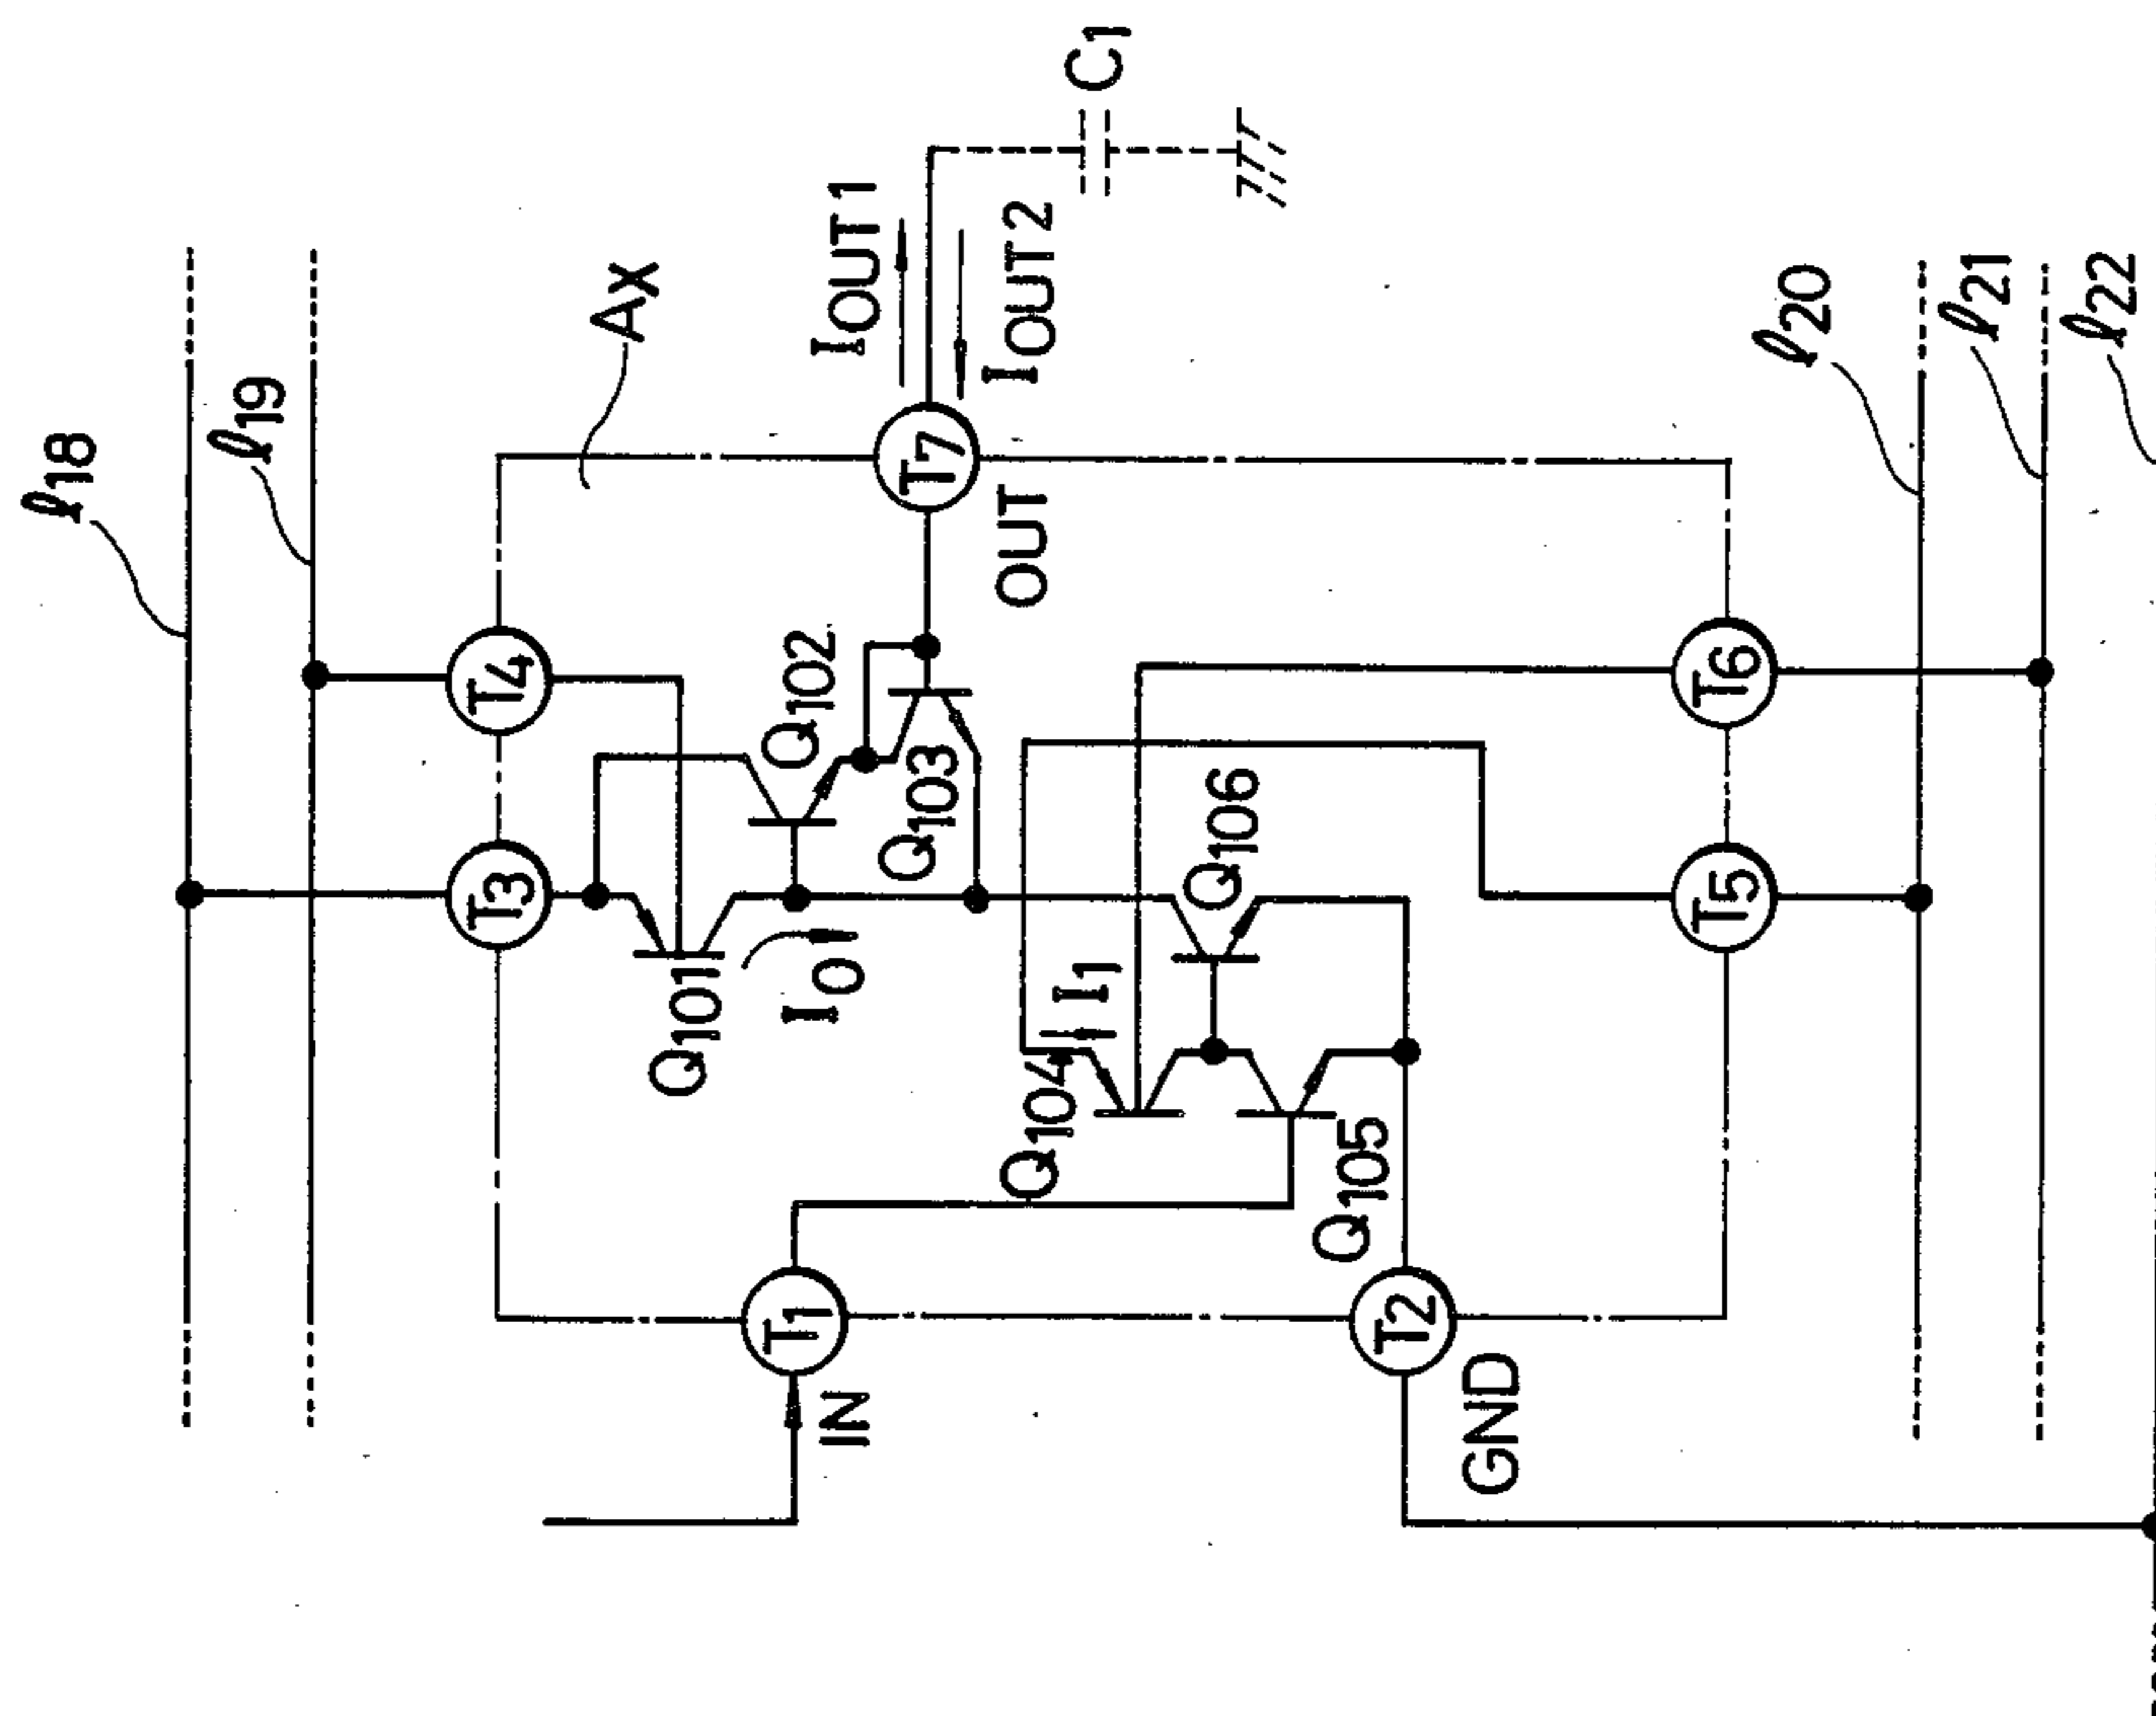 ℓ18
ℓ19
AX
IOUT1
IOUT2
C1
T4
T7
OUT
Q102
T3
Q103
Q101
IO
Q106
I1
Q104
Q105
T6
T5
ℓ20
ℓ21
ℓ22
T1
IN
T2
GND